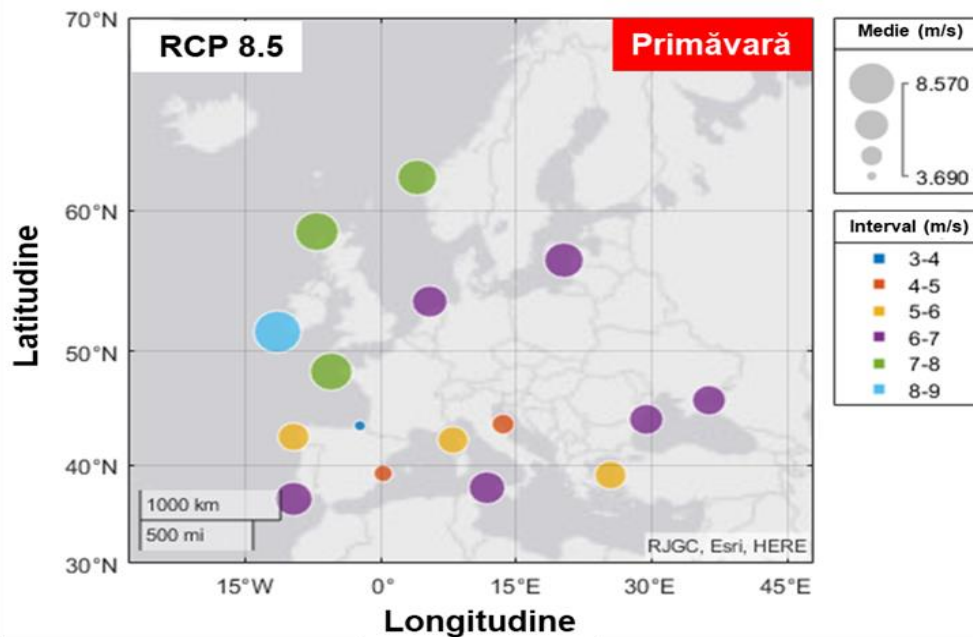 70°N
RCP 8.5
Primăvară
60°N
50°N
40°N
30°N
Latitudine
1000 km
500 mi
RJGC, Esri, HERE
15°W
0°
15°E
30°E
45°E
Longitudine
Medie (m/s)
8.570
3.690
Interval (m/s)
3-4
4-5
5-6
6-7
7-8
8-9